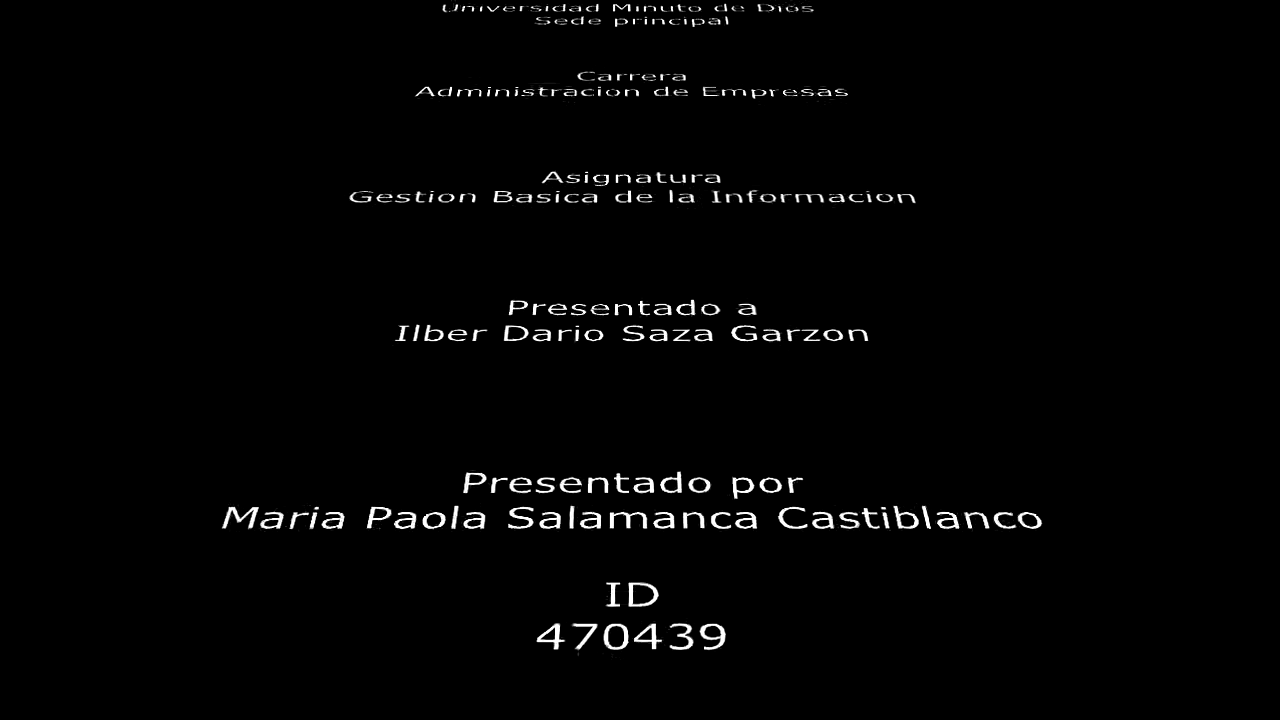 Universidad Minuto de Dios
Sede principal
Carrera
Administracion de Empresas
Asignatura
Gestion Basica de la Informacion
Presentado a
Ilber Dario Saza Garzon
Presentado por
Maria Paola Salamanca Castiblanco
ID
470439